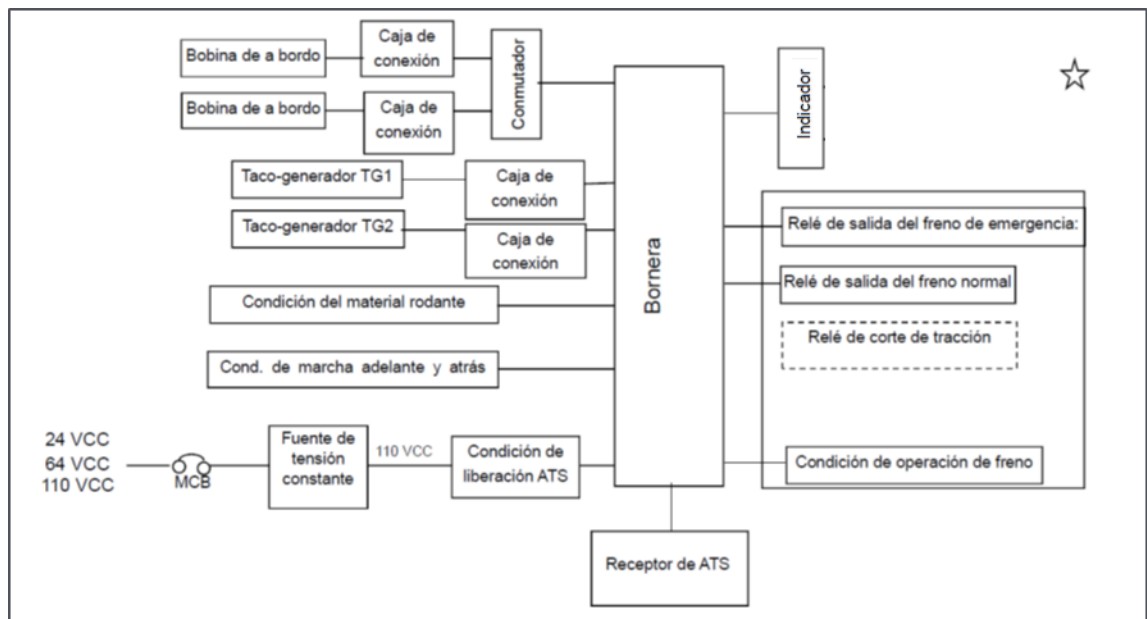 Bobina de a bordo
Caja de
conexión
Bobina de a bordo
Caja de
conexión
Conmutador
Taco-generador TG1
Caja de
conexión
Taco-generador TG2
Caja de
conexión
Condición del material rodante
Cond. de marcha adelante y atrás
24 VCC
64 VCC
110 VCC
MCB
Fuente de
tensión
constante
110 VCC
Condición de
liberación ATS
Bornera
Receptor de ATS
Indicador
Relé de salida del freno de emergencia:
Relé de salida del freno normal
Relé de corte de tracción
Condición de operación de freno